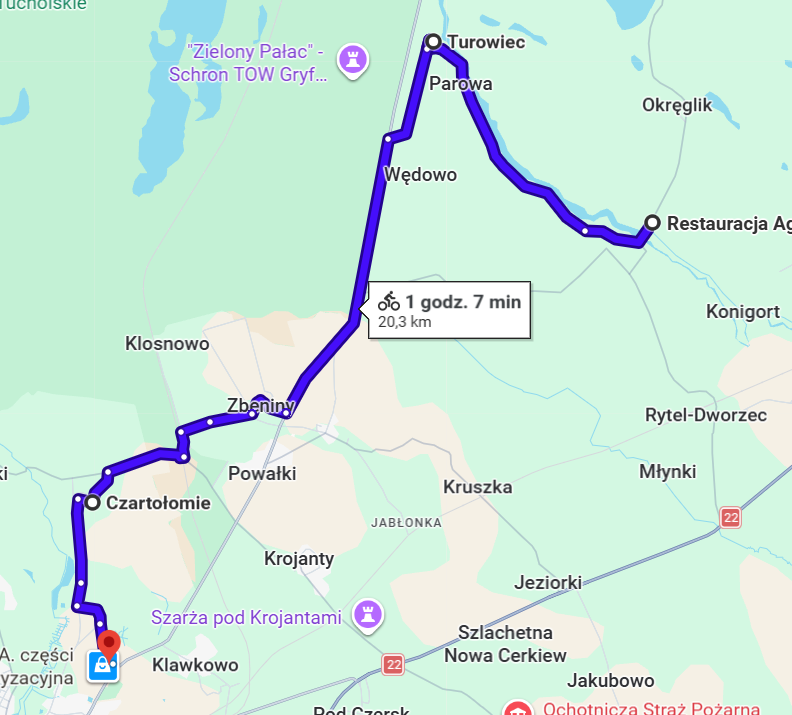 Tucholskie
"Zielony Pałac" -
Schron TOW Gryf...
Turowiec
Parowa
Okręglik
Wędowo
Restauracja Ag
1 godz. 7 min
20,3 km
Konigort
Klosnowo
Zbeniny
Rytel-Dworzec
ki
Powałki
Młynki
Kruszka
Czartołomie
22
JABŁONKA
Krojanty
Jeziorki
Szarża pod Krojantami
Szlachetna
Nowa Cerkiew
A. części
yzacyjna
Klawkowo
22
Jakubowo
Pod Czersk
Ochotnicza Straż Pożarna